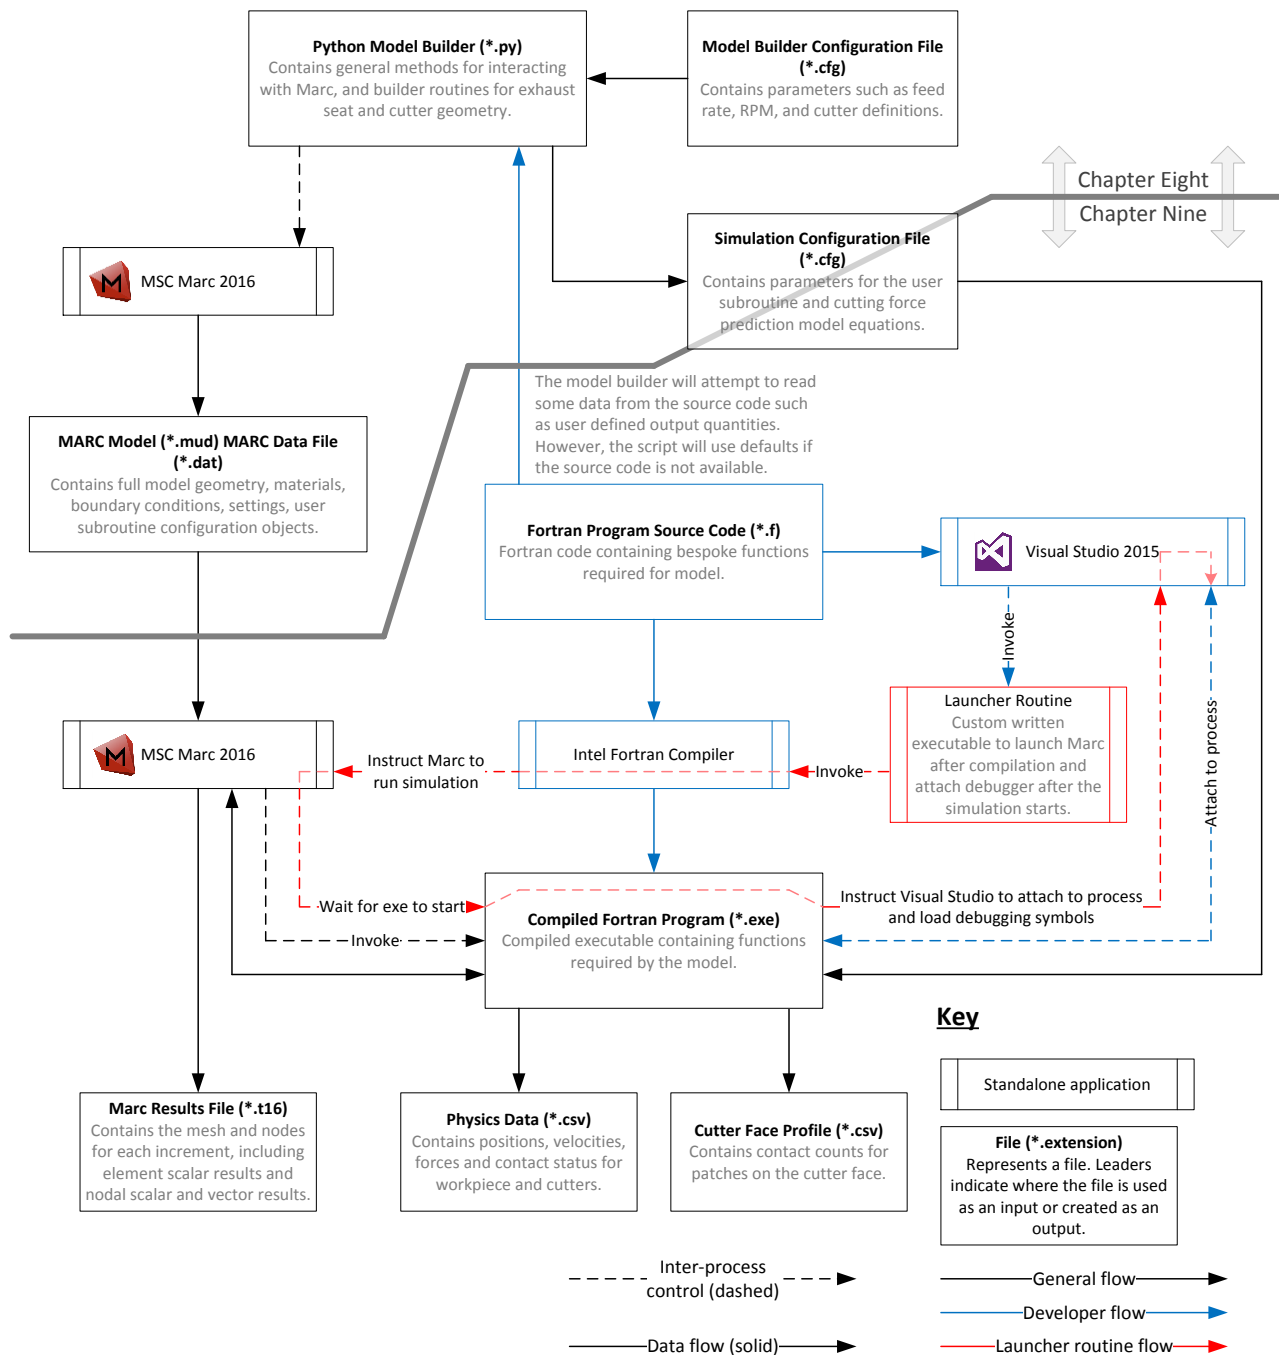 Python Model Builder (*.py)
Contains general methods for interacting
with Marc, and builder routines for exhaust
seat and cutter geometry.
Model Builder Configuration File
(*.cfg)
Contains parameters such as feed
rate, RPM, and cutter definitions.
Chapter Eight
Chapter Nine
Simulation Configuration File
(*.cfg)
Contains parameters for the user
subroutine and cutting force
prediction model equations.
M
MSC Marc 2016
The model builder will attempt to read
some data from the source code such
as user defined output quantities.
However, the script will use defaults if
the source code is not available.
MARC Model (*.mud) MARC Data File
(*.dat)
Contains full model geometry, materials,
boundary conditions, settings, user
subroutine configuration objects.
Fortran Program Source Code (*.f)
Fortran code containing bespoke functions
required for model.
Visual Studio 2015
Invoke
Launcher Routine
Custom written
executable to launch Marc
after compilation and
attach debugger after the
simulation starts.
Attach to process
M
MSC Marc 2016
Instruct Marc to
run simulation
Intel Fortran Compiler
Invoke
Wait for exe to start
Invoke
Compiled Fortran Program (*.exe)
Compiled executable containing functions
required by the model.
Instruct Visual Studio to attach to process
and load debugging symbols
Marc Results File (*.t16)
Contains the mesh and nodes
for each increment, including
element scalar results and
nodal scalar and vector results.
Physics Data (*.csv)
Contains positions, velocities,
forces and contact status for
workpiece and cutters.
Cutter Face Profile (*.csv)
Contains contact counts for
patches on the cutter face.
Key
Standalone application
File (*.extension)
Represents a file. Leaders
indicate where the file is used
as an input or created as an
output.
Inter-process
control (dashed)
Data flow (solid)
General flow
Developer flow
Launcher routine flow